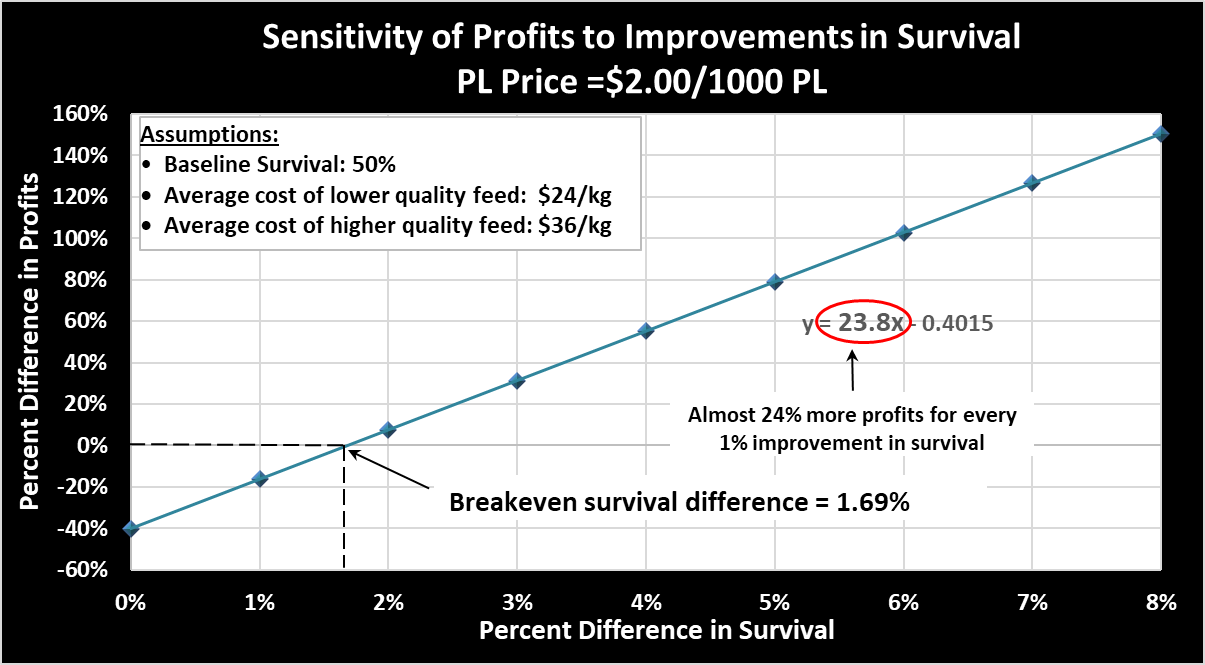 Sensitivity of Profits to Improvements in Survival
PL Price =$2.00/1000 PL
160%
140%
120%
100%
80%
60%
40%
20%
0%
-20%
-40%
-60%
Percent Difference in Profits
Assumptions:
• Baseline Survival: 50%
• Average cost of lower quality feed: $24/kg
• Average cost of higher quality feed: $36/kg
y = 23.8x - 0.4015
Almost 24% more profits for every
1% improvement in survival
Breakeven survival difference = 1.69%
0% 1% 2% 3% 4% 5% 6% 7% 8%
Percent Difference in Survival